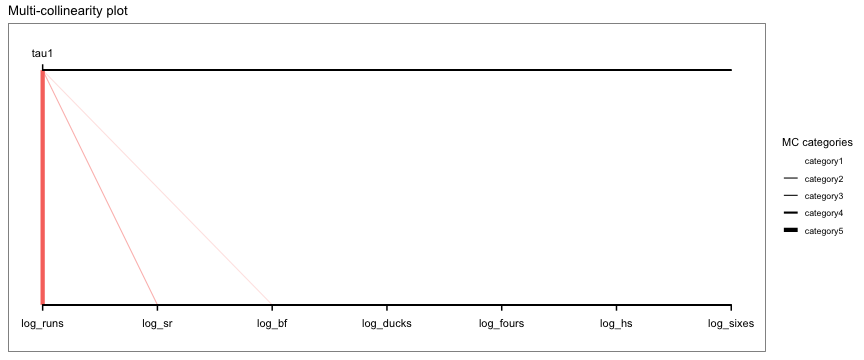 Multi-collinearity plot
tau1
MC categories
category1
category2
category3
category4
category5
log_runs log_sr log_bf log_ducks log_fours log_hs log_sixes